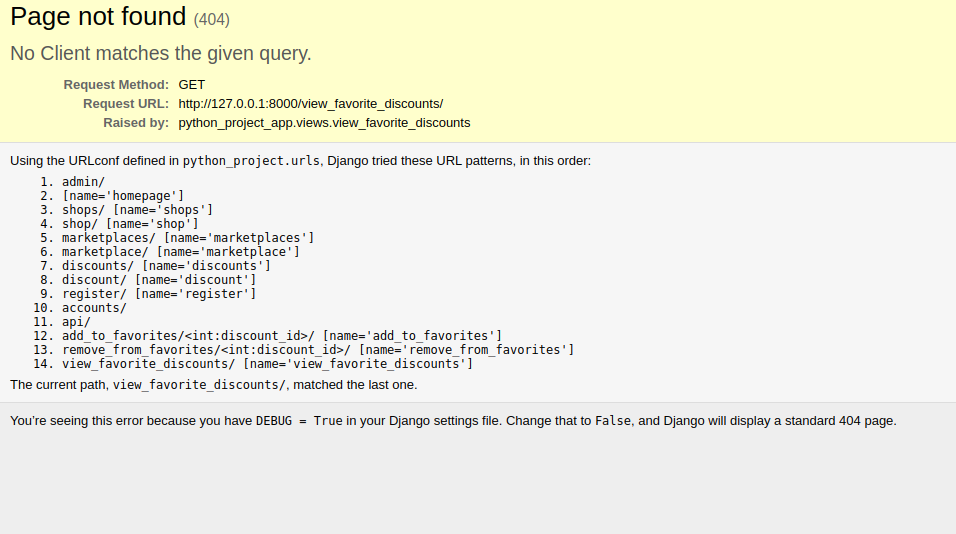 Page not found (404)
No Client matches the given query.
Request Method: GET
Request URL: http://127.0.0.1:8000/view_favorite_discounts/
Raised by: python_project_app.views.view_favorite_discounts
Using the URLconf defined in python_project.urls, Django tried these URL patterns, in this order:
1. admin/
2. [name='homepage']
3. shops/ [name='shops']
4. shop/ [name='shop']
5. marketplaces/ [name='marketplaces']
6. marketplace/ [name='marketplace']
7. discounts/ [name='discounts']
8. discount/ [name='discount']
9. register/ [name='register']
10. accounts/
11. api/
12. add_to_favorites/<int:discount_id>/ [name='add_to_favorites']
13. remove_from_favorites/<int:discount_id>/ [name='remove_from_favorites']
14. view_favorite_discounts/ [name='view_favorite_discounts']
The current path, view_favorite_discounts/, matched the last one.
You’re seeing this error because you have DEBUG = True in your Django settings file. Change that to False, and Django will display a standard 404 page.